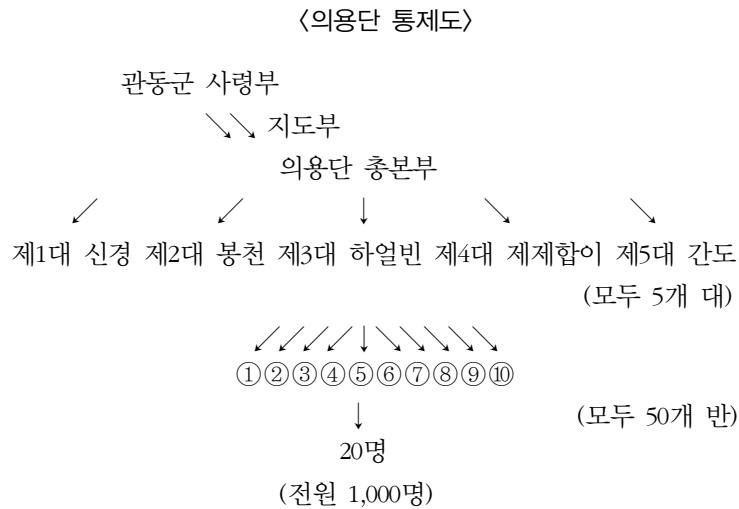 〈의용단 통제도〉
관동군 사령부
↘↘ 지도부
의용단 총본부
↙ ↙ ↓ ↘ ↘
제1대 신경 제2대 봉천 제3대 하얼빈 제4대 제제합이 제5대 간도
(모두 5개 대)
↙↙↙↙↓↘↘↘↘↘
①②③④⑤⑥⑦⑧⑨⑩
↓ (모두 50개 반)
20명
(전원 1,000명)